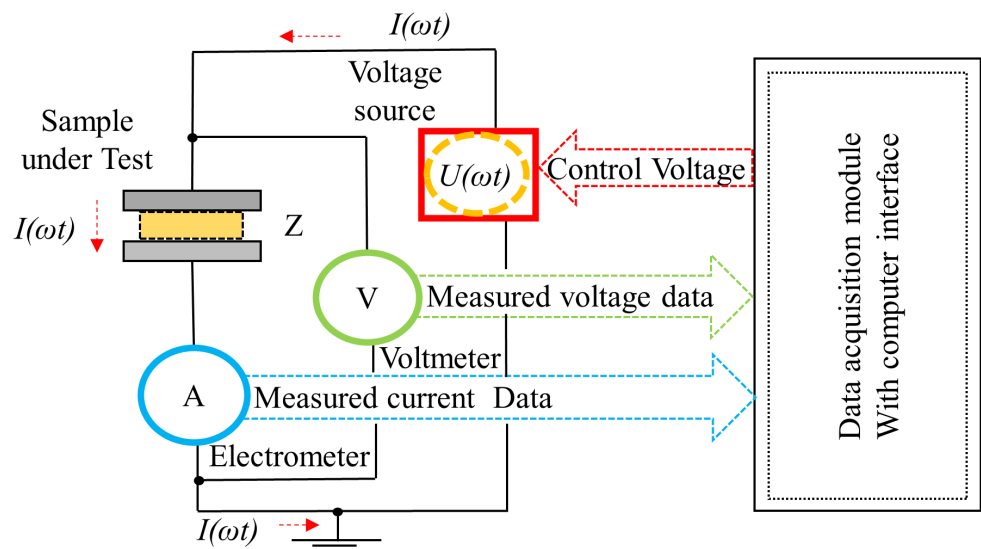 I(ωt)
Voltage
source
Sample
under Test
U(ωt)
Control Voltage
I(ωt)
Z
V
Measured voltage data
Voltmeter
A
Measured current Data
Electrometer
I(ωt)
Data acquisition module
With computer interface